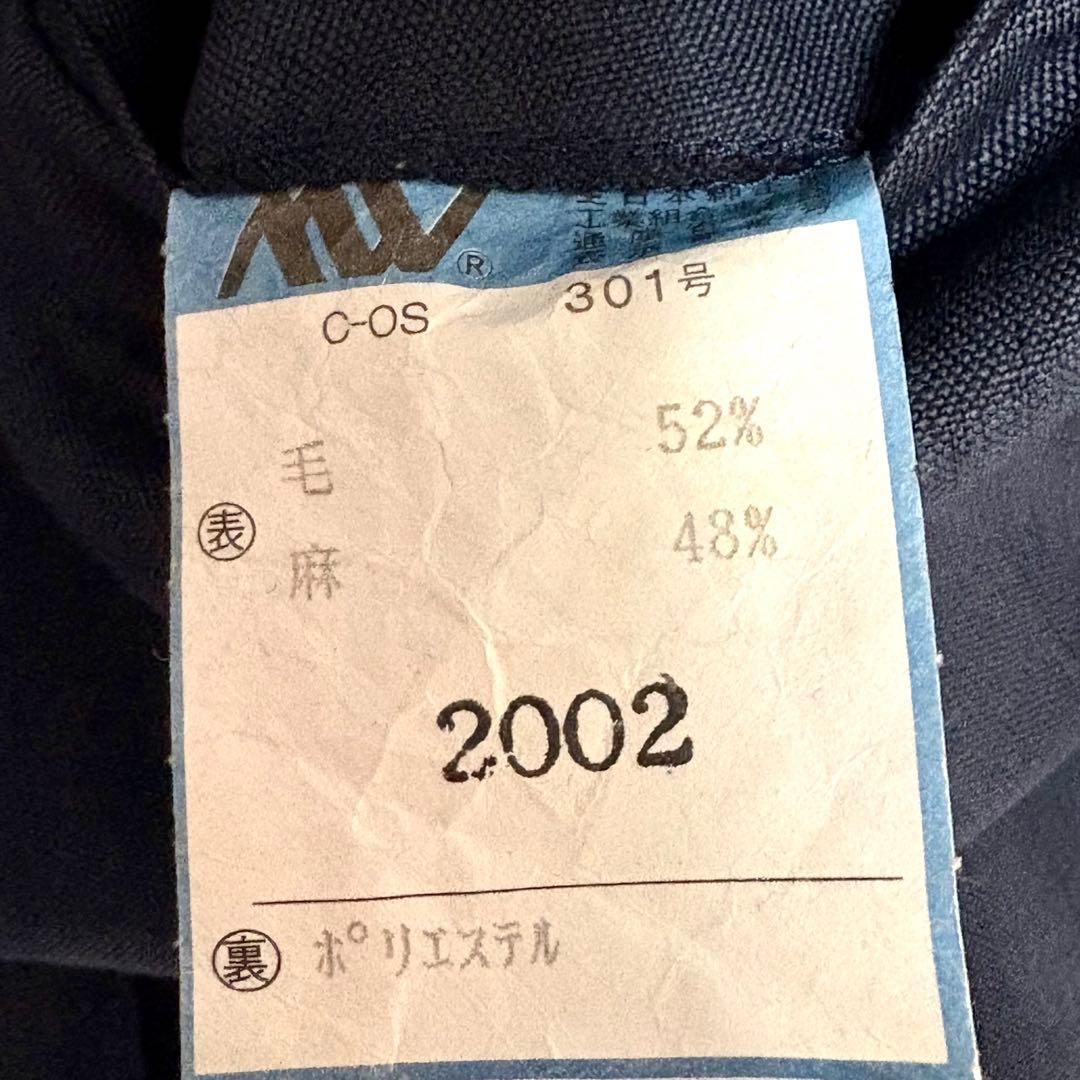 ®
C-OS 301号
毛 52%
表
麻 48%
2002
裏 ポリエステル